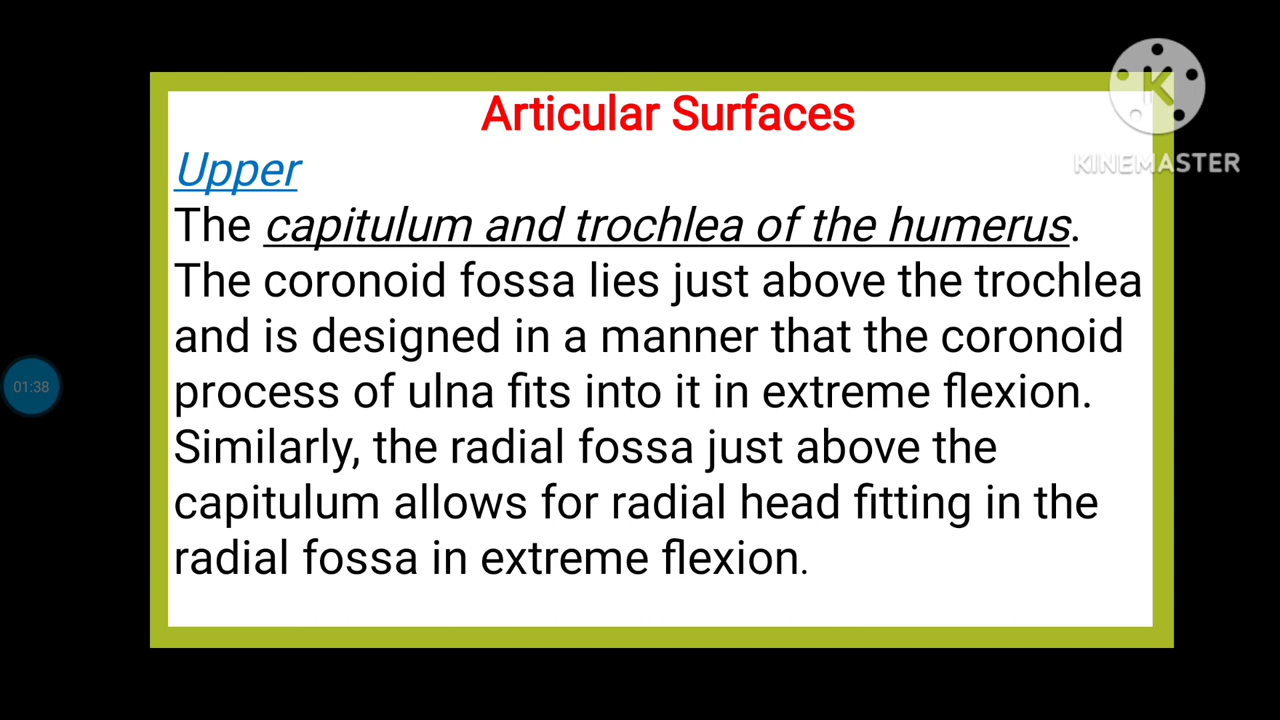 Articular Surfaces
KINEMASTER
Upper
The capitulum and trochlea of the humerus.
The coronoid fossa lies just above the trochlea
and is designed in a manner that the coronoid
process of ulna fits into it in extreme flexion.
Similarly, the radial fossa just above the
capitulum allows for radial head fitting in the
radial fossa in extreme flexion.
01:38